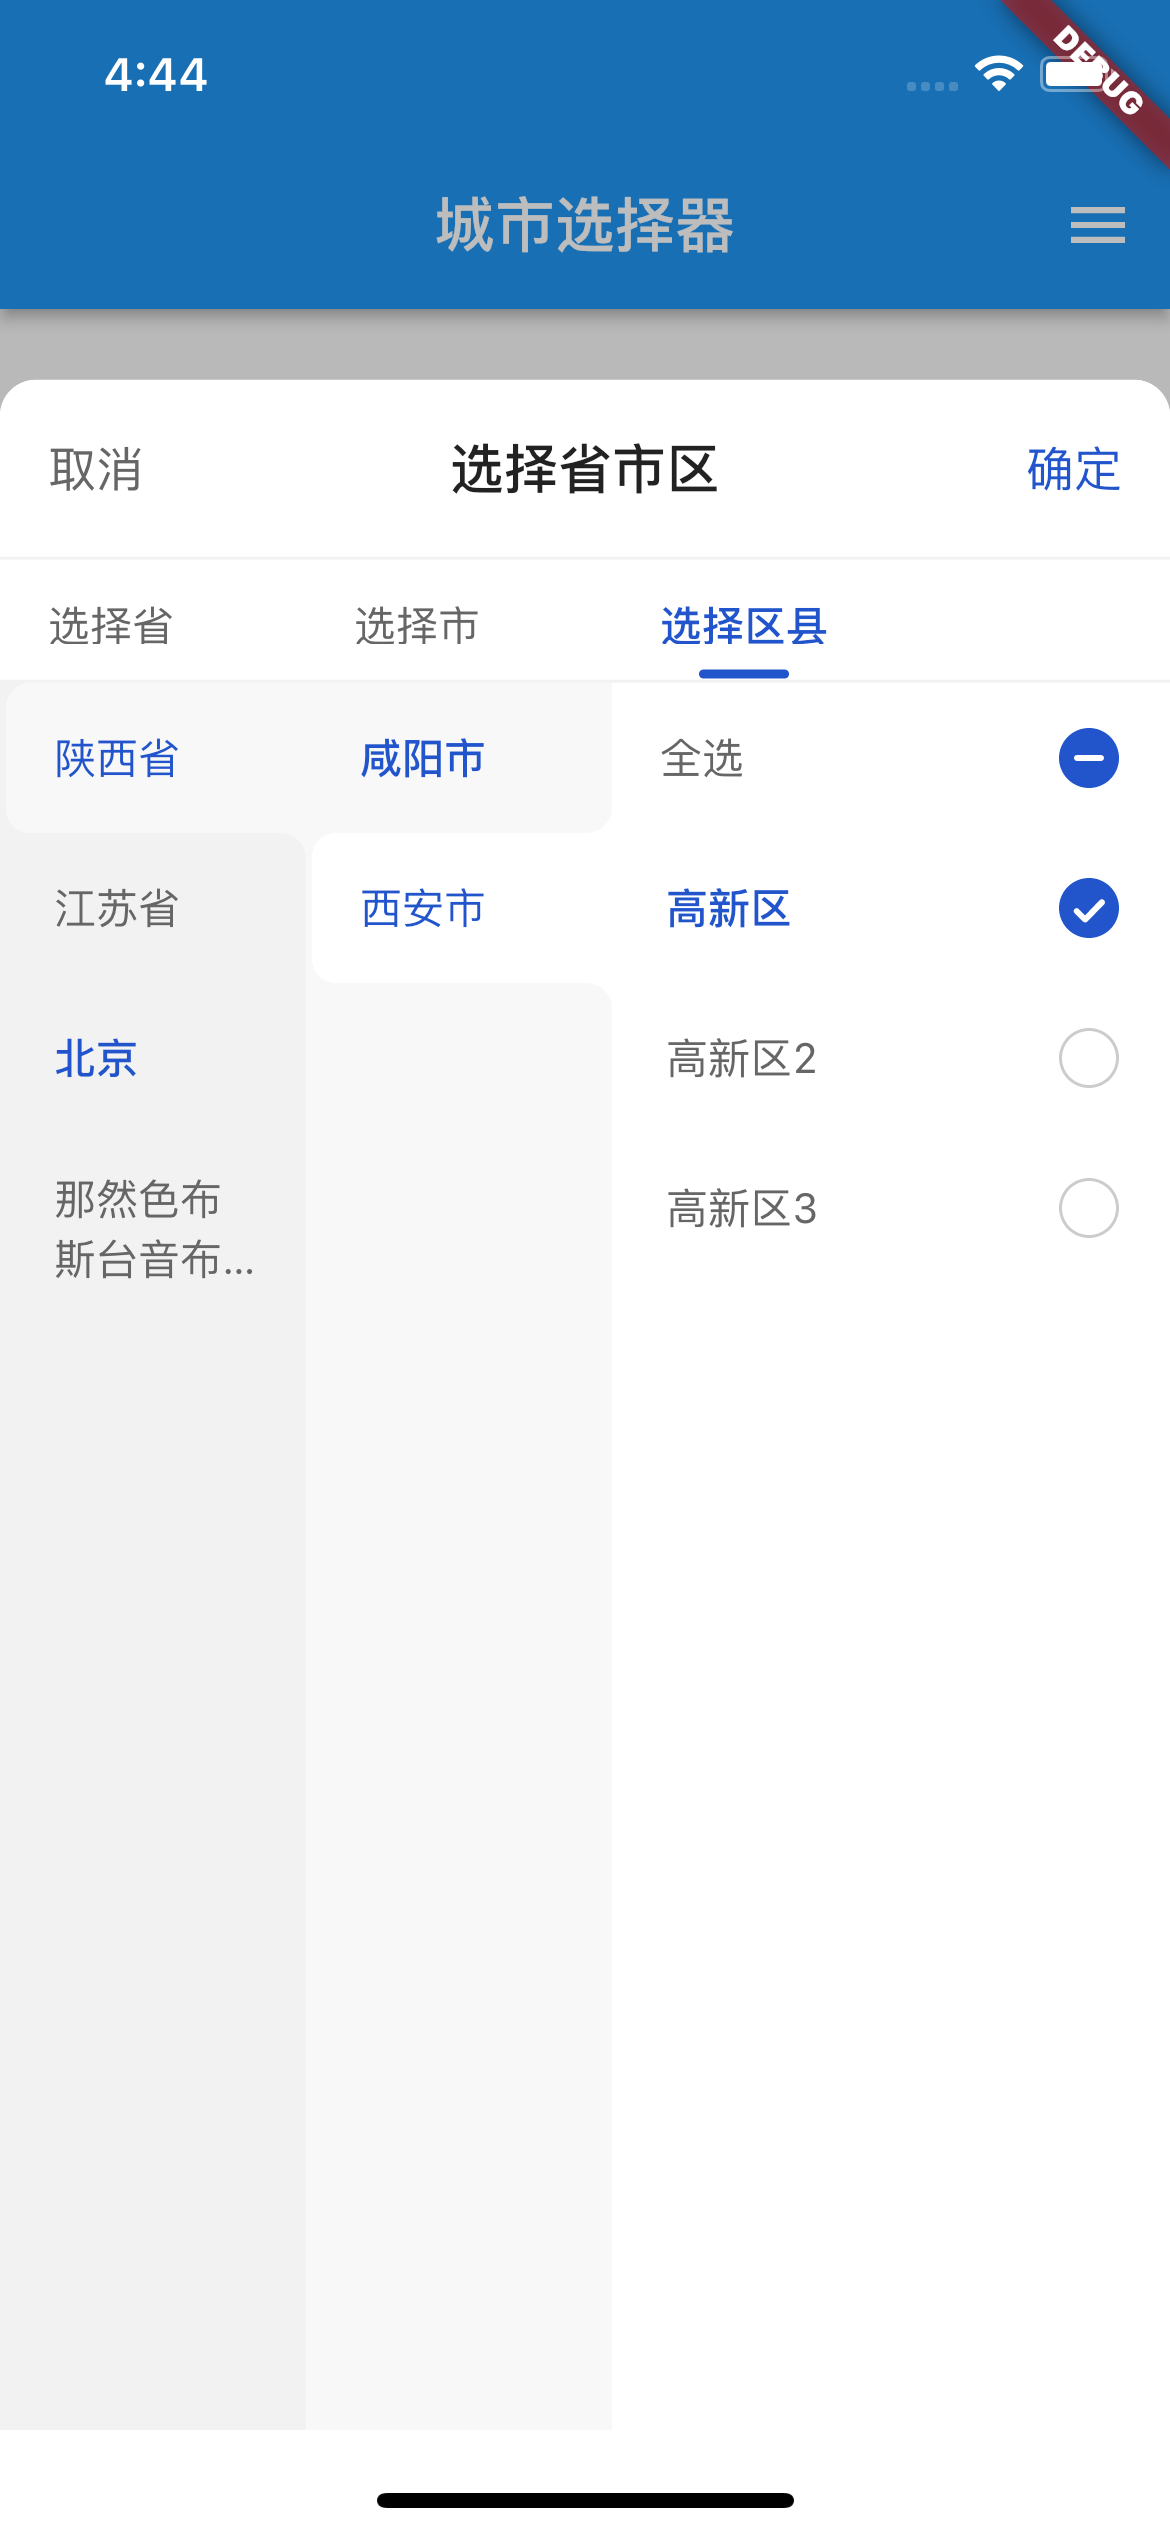 4:44
DEBUG
城市选择器
取消 选择省市区 确定
选择省 选择市 选择区县
陕西省 咸阳市 全选
江苏省 西安市 高新区
北京 高新区2
那然色布
斯台音布... 高新区3